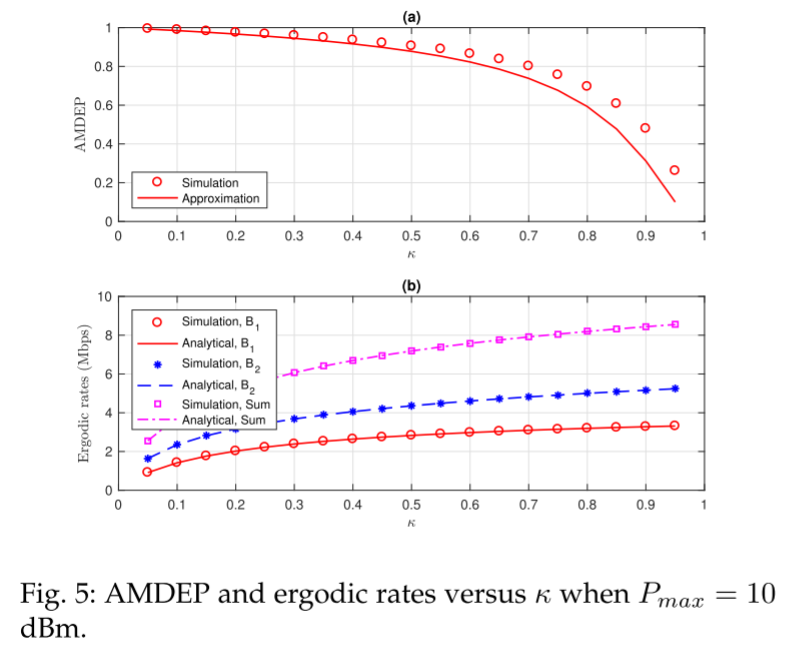 (a)
1
0.8
0.6
0.4
0.2
0
AMDEP
Simulation
Approximation
0 0.1 0.2 0.3 0.4 0.5 0.6 0.7 0.8 0.9 1
κ
(b)
10
8
6
4
2
0
Ergodic rates (Mbps)
Simulation, B1
Analytical, B1
Simulation, B2
Analytical, B2
Simulation, Sum
Analytical, Sum
0 0.1 0.2 0.3 0.4 0.5 0.6 0.7 0.8 0.9 1
κ
Fig. 5: AMDEP and ergodic rates versus κ when Pmax = 10
dBm.